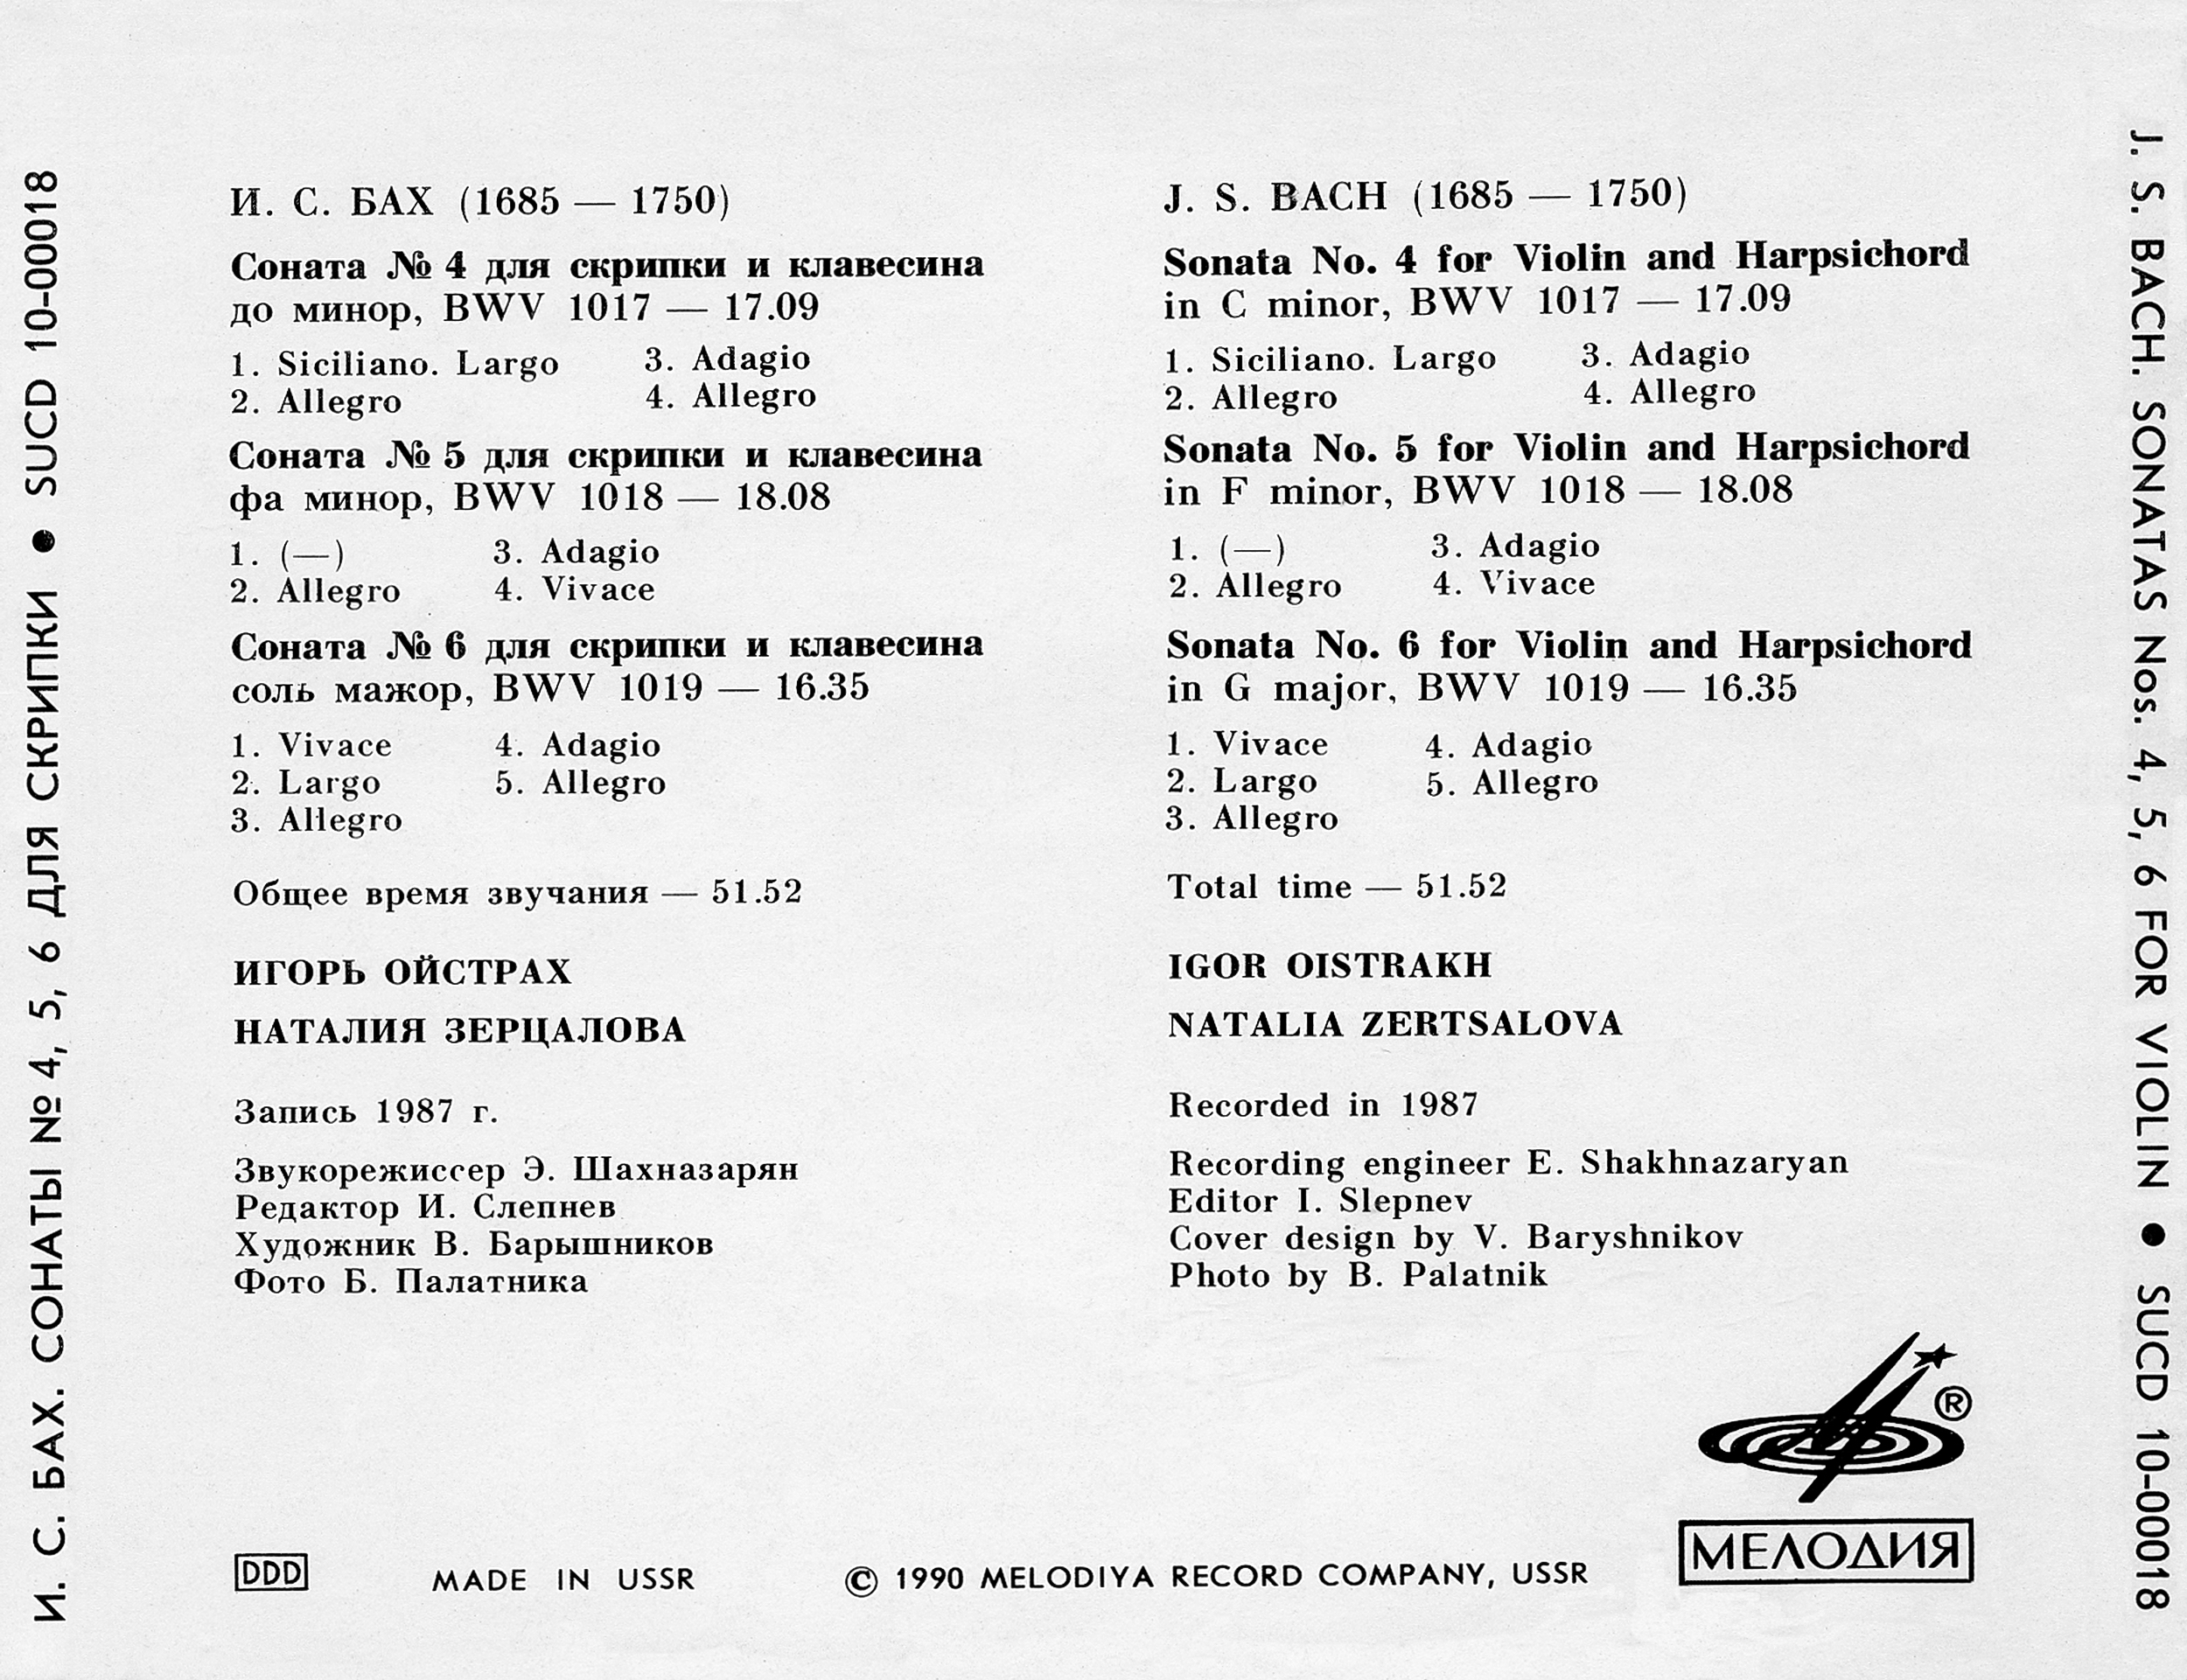 И. С. БАХ. СОНАТЫ № 4, 5, 6 ДЛЯ СКРИПКИ ● SUCD 10-00018
И. С. БАХ (1685 — 1750)
Соната № 4 для скрипки и клавесина
до минор, BWV 1017 — 17.09
1. Siciliano. Largo 3. Adagio
2. Allegro 4. Allegro
Соната № 5 для скрипки и клавесина
фа минор, BWV 1018 — 18.08
1. (—) 3. Adagio
2. Allegro 4. Vivace
Соната № 6 для скрипки и клавесина
соль мажор, BWV 1019 — 16.35
1. Vivace 4. Adagio
2. Largo 5. Allegro
3. Allegro
Общее время звучания — 51.52
ИГОРЬ ОЙСТРАХ
НАТАЛИЯ ЗЕРЦАЛОВА
Запись 1987 г.
Звукорежиссер Э. Шахназарян
Редактор И. Слепнев
Художник В. Барышников
Фото Б. Палатника
J. S. BACH (1685 — 1750)
Sonata No. 4 for Violin and Harpsichord
in C minor, BWV 1017 — 17.09
1. Siciliano. Largo 3. Adagio
2. Allegro 4. Allegro
Sonata No. 5 for Violin and Harpsichord
in F minor, BWV 1018 — 18.08
1. (—) 3. Adagio
2. Allegro 4. Vivace
Sonata No. 6 for Violin and Harpsichord
in G major, BWV 1019 — 16.35
1. Vivace 4. Adagio
2. Largo 5. Allegro
3. Allegro
Total time — 51.52
IGOR OISTRAKH
NATALIA ZERTSALOVA
Recorded in 1987
Recording engineer E. Shakhnazaryan
Editor I. Slepnev
Cover design by V. Baryshnikov
Photo by B. Palatnik
®
МЕЛОДИЯ
DDD MADE IN USSR © 1990 MELODIYA RECORD COMPANY, USSR
J. S. BACH. SONATAS Nos. 4, 5, 6 FOR VIOLIN ● SUCD 10-00018